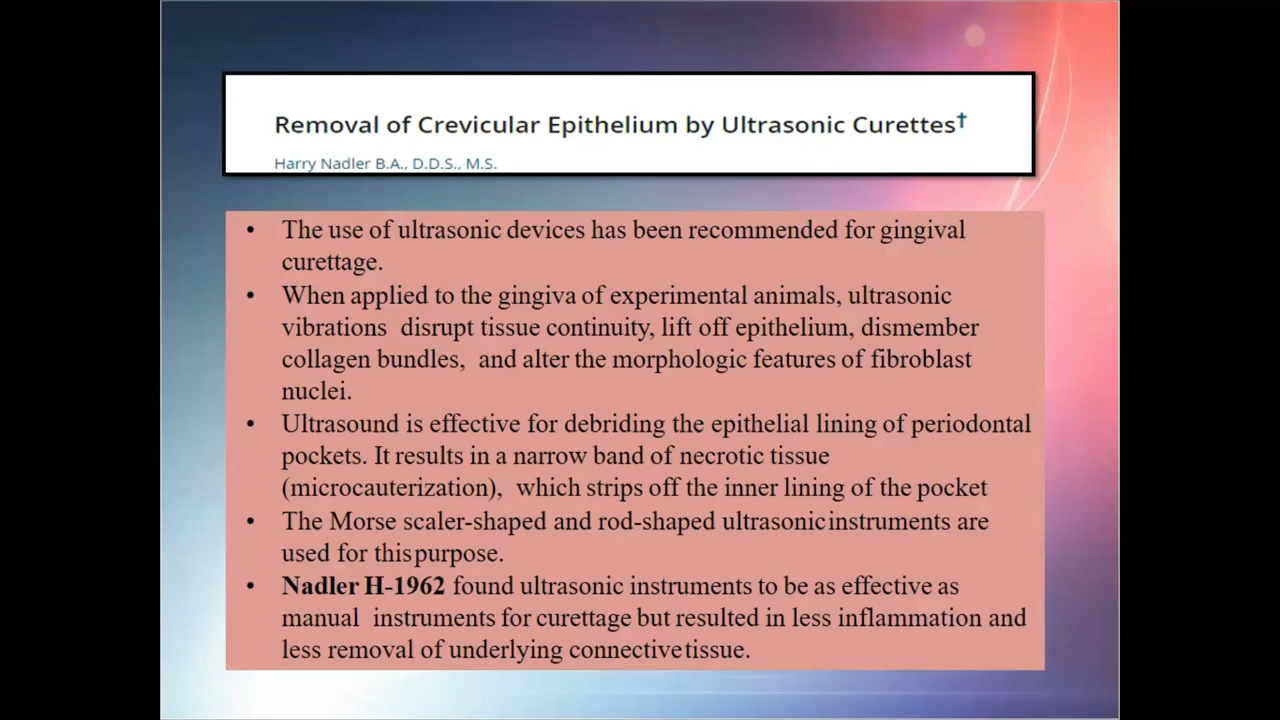 Removal of Crevicular Epithelium by Ultrasonic Curettes†
Harry Nadler B.A., D.D.S., M.S.
• The use of ultrasonic devices has been recommended for gingival
curettage.
• When applied to the gingiva of experimental animals, ultrasonic
vibrations disrupt tissue continuity, lift off epithelium, dismember
collagen bundles, and alter the morphologic features of fibroblast
nuclei.
• Ultrasound is effective for debriding the epithelial lining of periodontal
pockets. It results in a narrow band of necrotic tissue
(microcauterization), which strips off the inner lining of the pocket
• The Morse scaler-shaped and rod-shaped ultrasonic instruments are
used for this purpose.
• Nadler H-1962 found ultrasonic instruments to be as effective as
manual instruments for curettage but resulted in less inflammation and
less removal of underlying connective tissue.